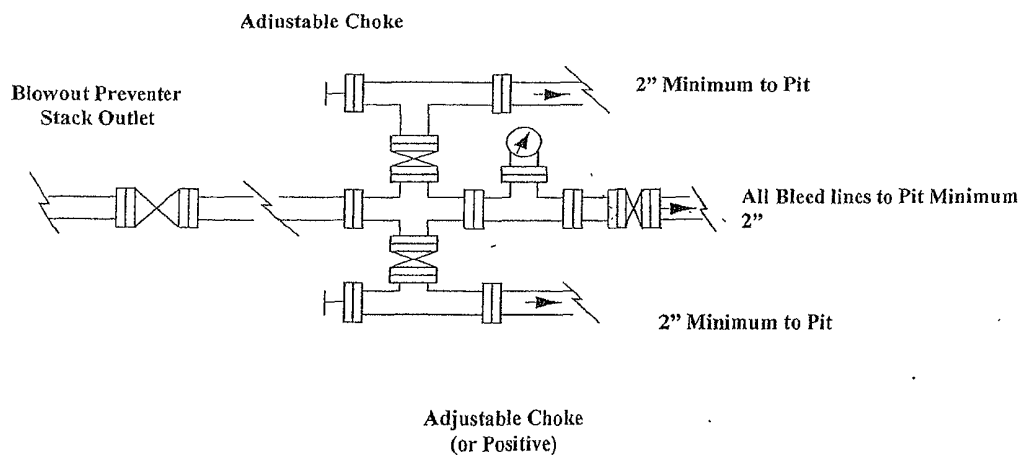 Adjustable Choke
2" Minimum to Pit
Blowout Preventer
Stack Outlet
All Bleed lines to Pit Minimum
2"
2" Minimum to Pit
Adjustable Choke
(or Positive)